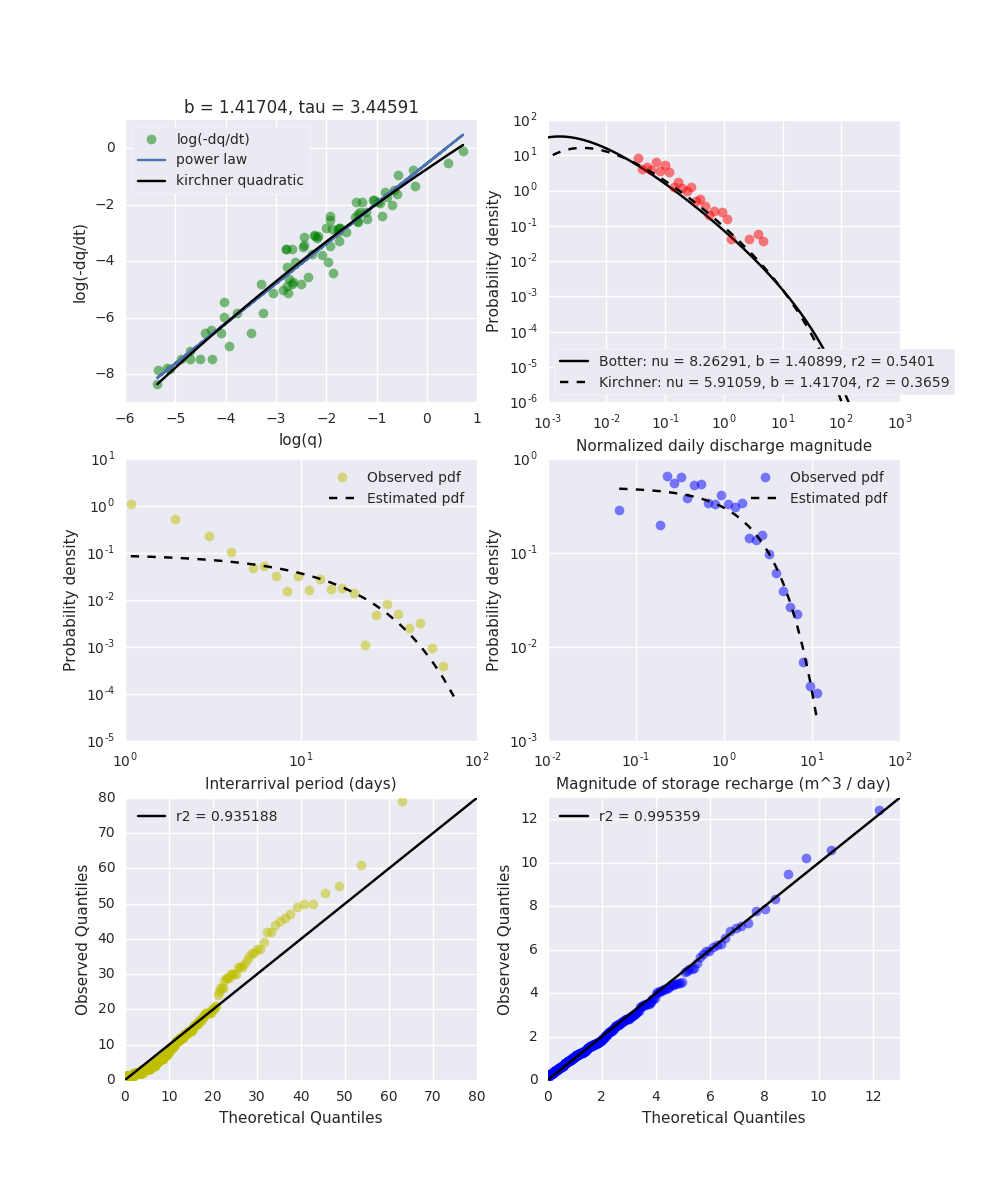 b = 1.41704, tau = 3.44591
log(-dq/dt)
power law
kirchner quadratic
0
−2
−4
−6
−8
log(-dq/dt)
−6 −5 −4 −3 −2 −1 0 1
log(q)
10^2
10^1
10^0
10^-1
10^-2
10^-3
10^-4
10^-5
10^-6
Probability density
Botter: nu = 8.26291, b = 1.40899, r2 = 0.5401
Kirchner: nu = 5.91059, b = 1.41704, r2 = 0.3659
10^-3 10^-2 10^-1 10^0 10^1 10^2 10^3
Normalized daily discharge magnitude
10^1
10^0
10^-1
10^-2
10^-3
10^-4
10^-5
Probability density
Observed pdf
Estimated pdf
10^0 10^1 10^2
Interarrival period (days)
10^0
10^-1
10^-2
10^-3
Probability density
Observed pdf
Estimated pdf
10^-2 10^-1 10^0 10^1 10^2
Magnitude of storage recharge (m^3 / day)
80
70
60
50
40
30
20
10
0
Observed Quantiles
r2 = 0.935188
0 10 20 30 40 50 60 70 80
Theoretical Quantiles
12
10
8
6
4
2
0
Observed Quantiles
r2 = 0.995359
0 2 4 6 8 10 12
Theoretical Quantiles